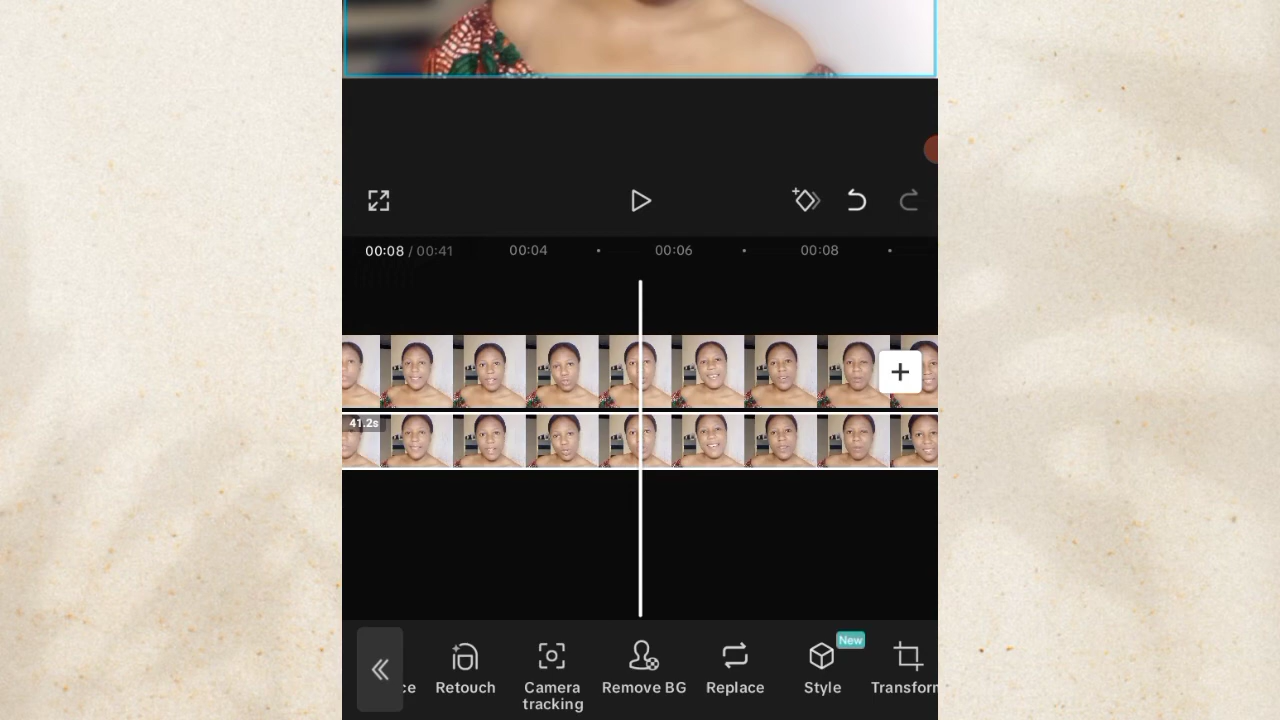 00:08 / 00:41 00:04 00:06 00:08
41.2s
New
ce Retouch Camera tracking Remove BG Replace Style Transform